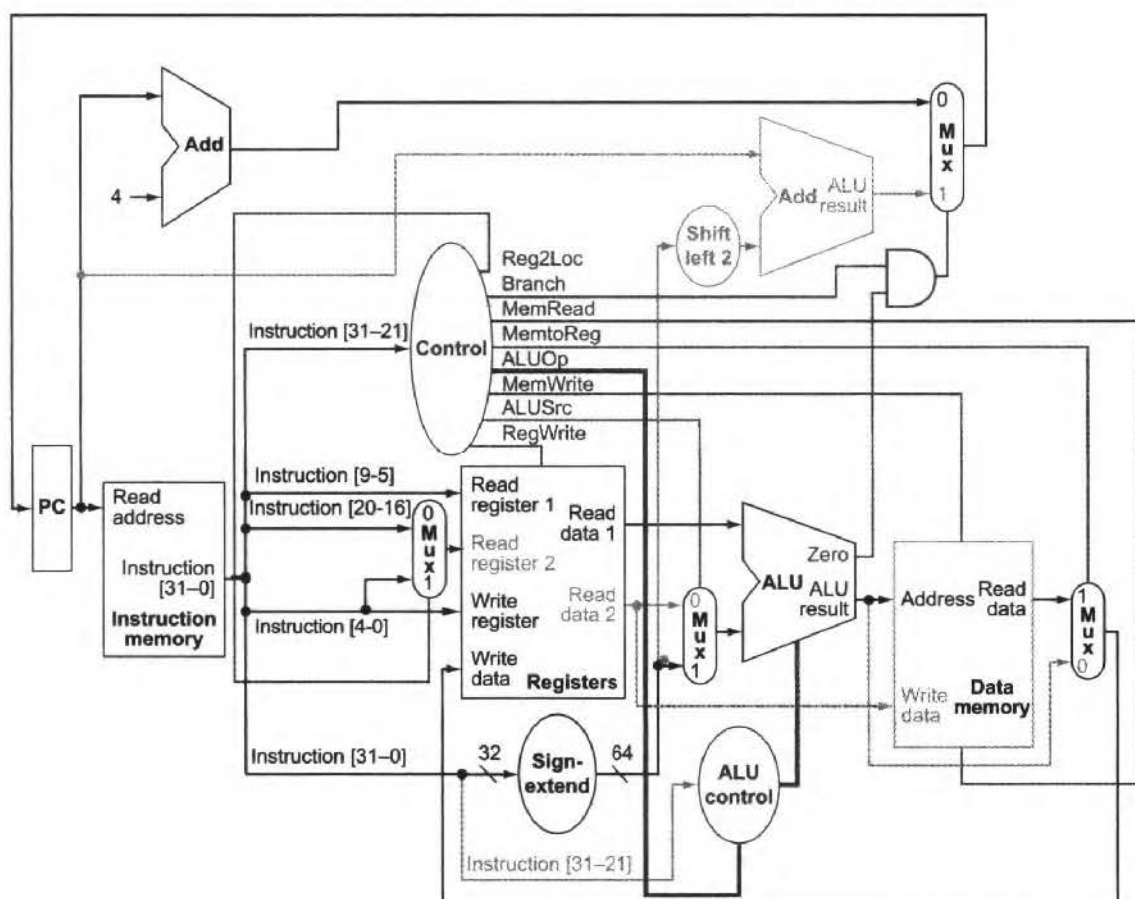 0
M
u
x
1
Add
4
Add
ALU
result
Shift
left 2
Reg2Loc
Branch
MemRead
MemtoReg
ALUOp
MemWrite
ALUSrc
RegWrite
Instruction [31–21]
Control
PC
Read
address
Instruction
[31–0]
Instruction
memory
Instruction [9-5]
Instruction [20-16]
Instruction [4-0]
0
M
u
x
1
Read
register 1
Read
register 2
Write
register
Write
data
Read
data 1
Read
data 2
Registers
0
M
u
x
1
Zero
ALU
ALU
result
Address
Read
data
Write
data
Data
memory
1
M
u
x
0
Instruction [31–0]
32
Sign-
extend
64
ALU
control
Instruction [31–21]